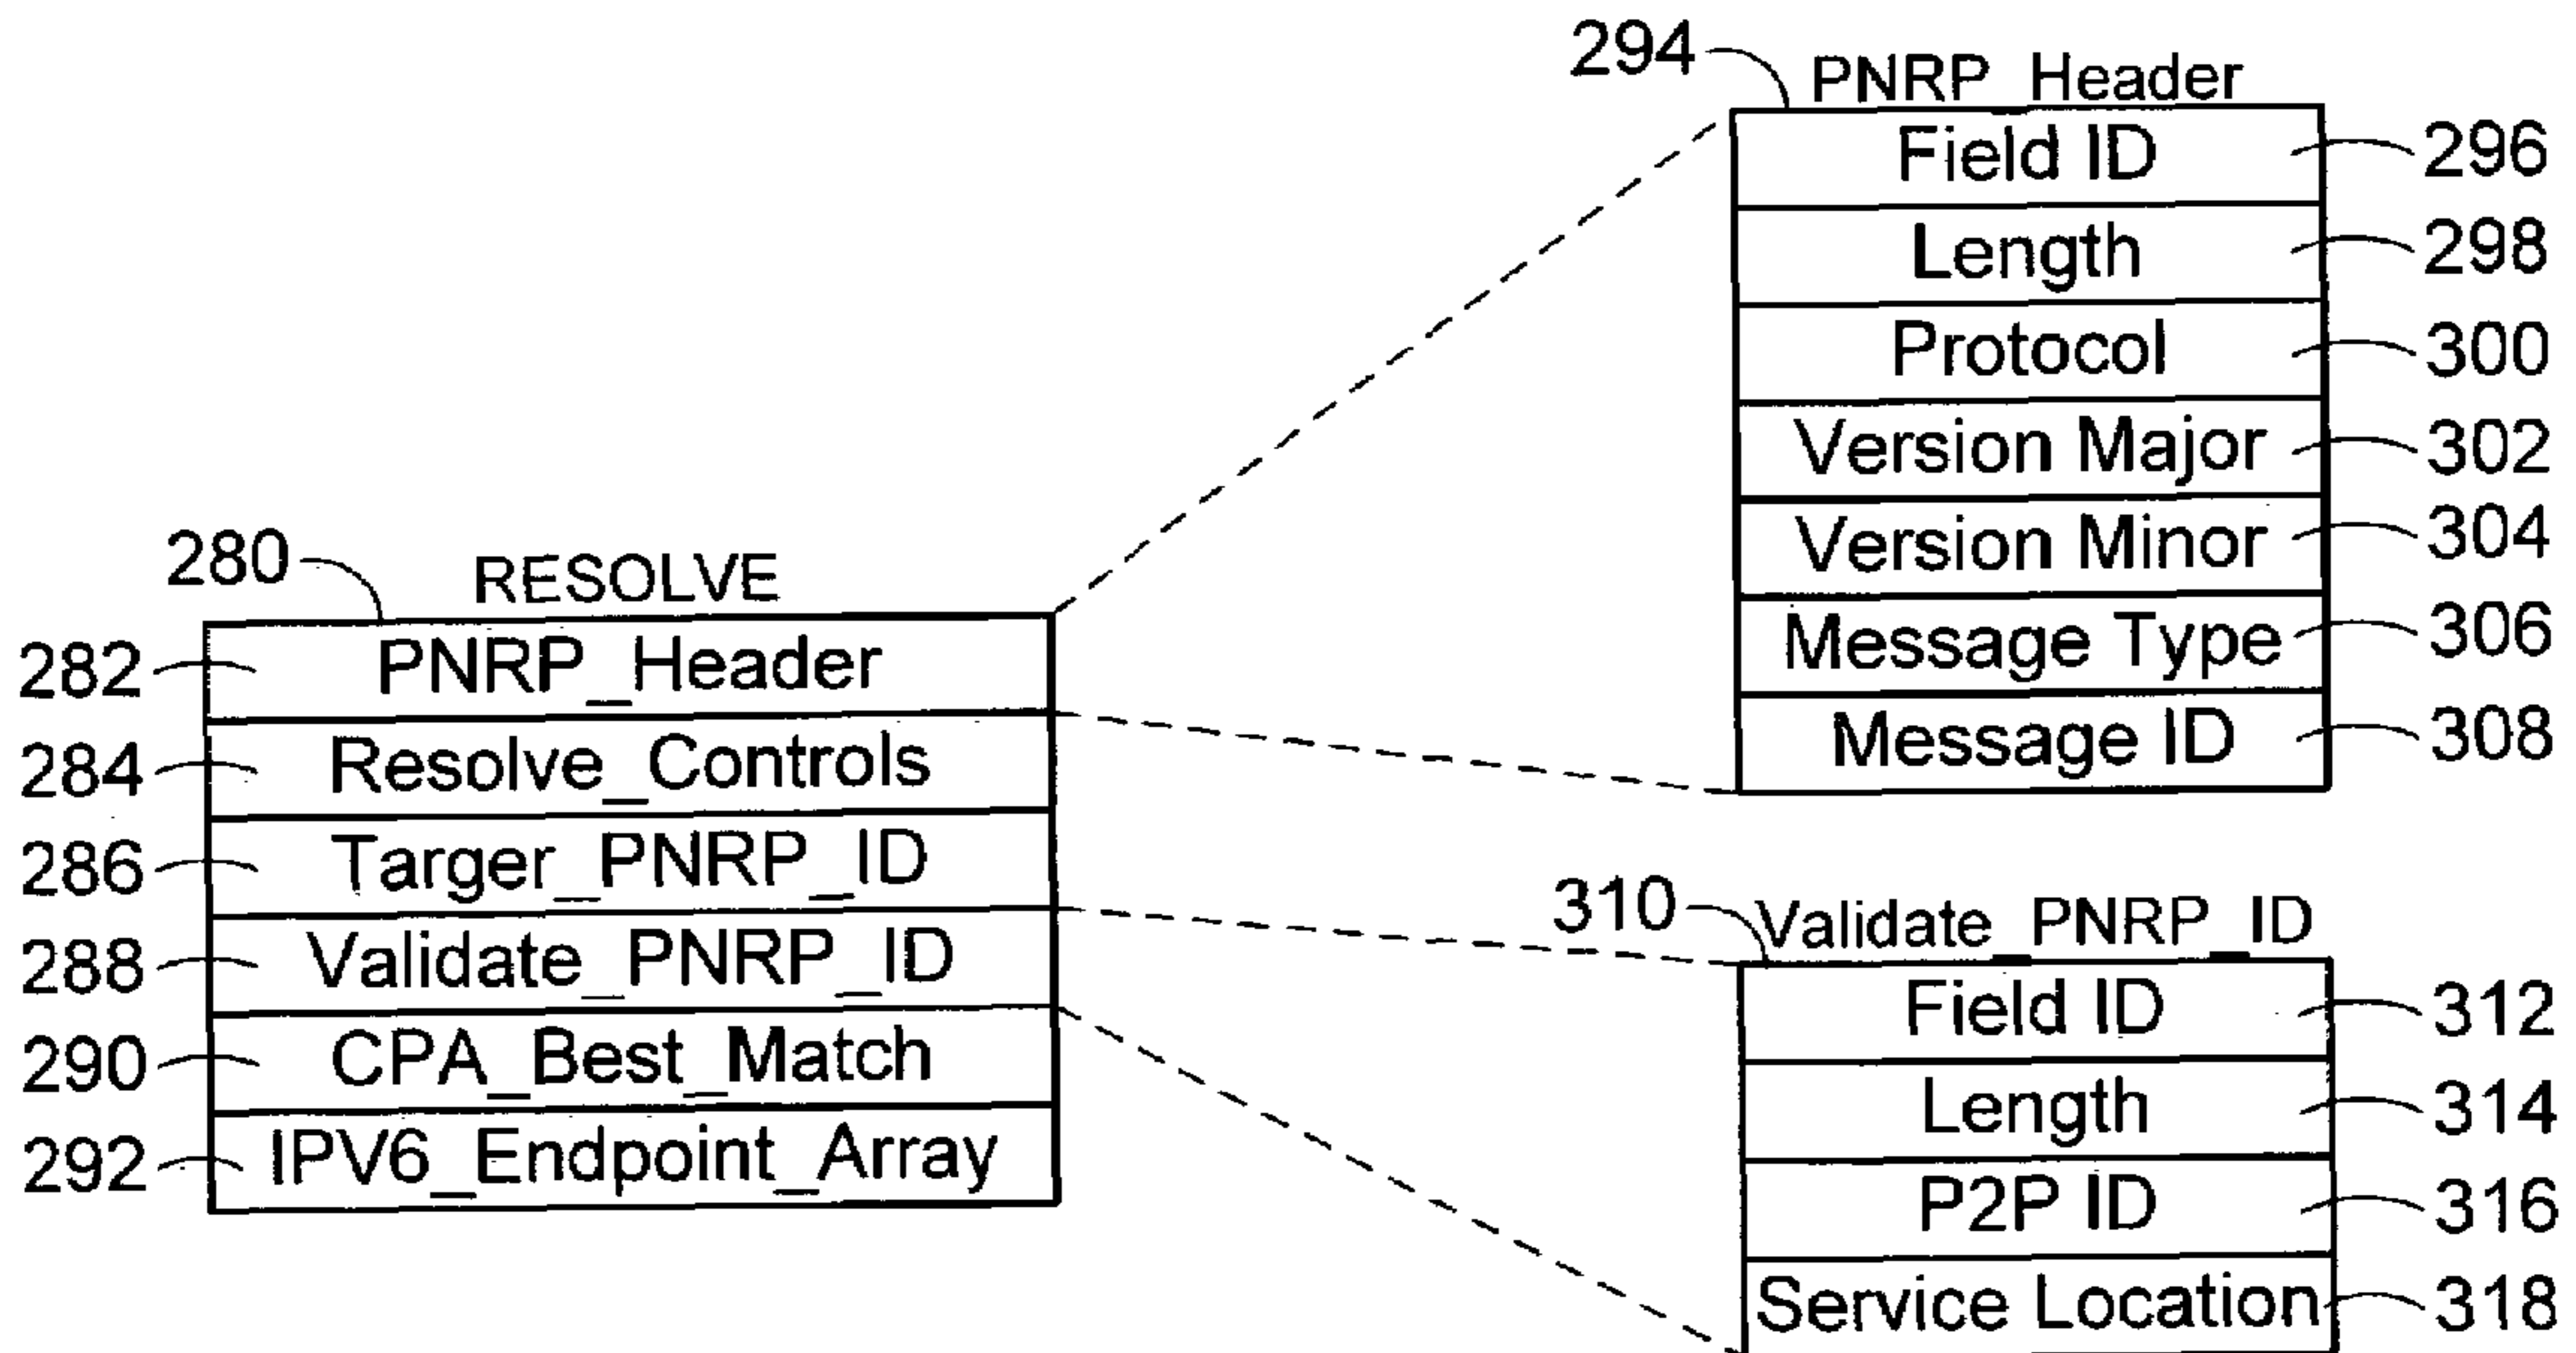 294
PNRP_Header
Field ID 296
Length 298
Protocol 300
Version Major 302
Version Minor 304
Message Type 306
Message ID 308
280
RESOLVE
282 PNRP_Header
284 Resolve_Controls
286 Targer_PNRP_ID
288 Validate_PNRP_ID
290 CPA_Best_Match
292 IPV6_Endpoint_Array
310
Validate_PNRP_ID
Field ID 312
Length 314
P2P ID 316
Service Location 318